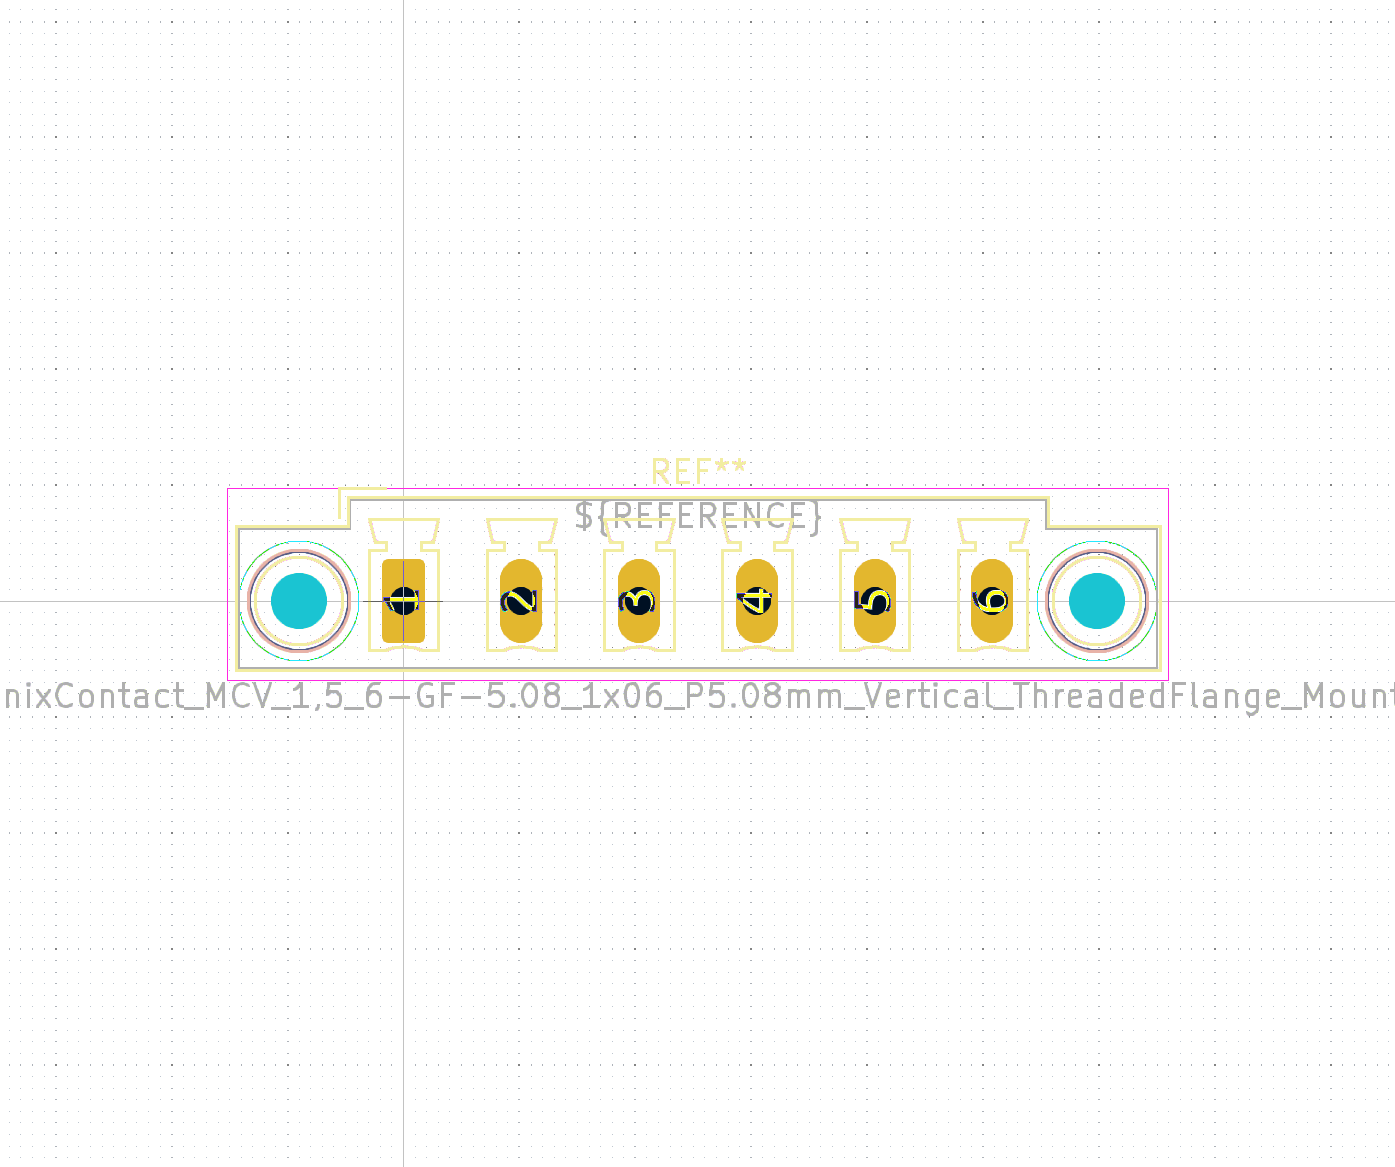 REF**
${REFERENCE}
1 2 3 4 5 6
nixContact_MCV_1,5_6-GF-5.08_1x06_P5.08mm_Vertical_ThreadedFlange_Mount